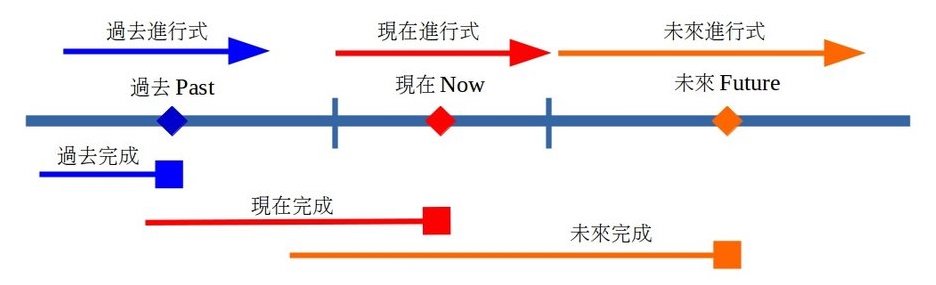 過去進行式
現在進行式
未來進行式
過去 Past
現在 Now
未來 Future
過去完成
現在完成
未來完成